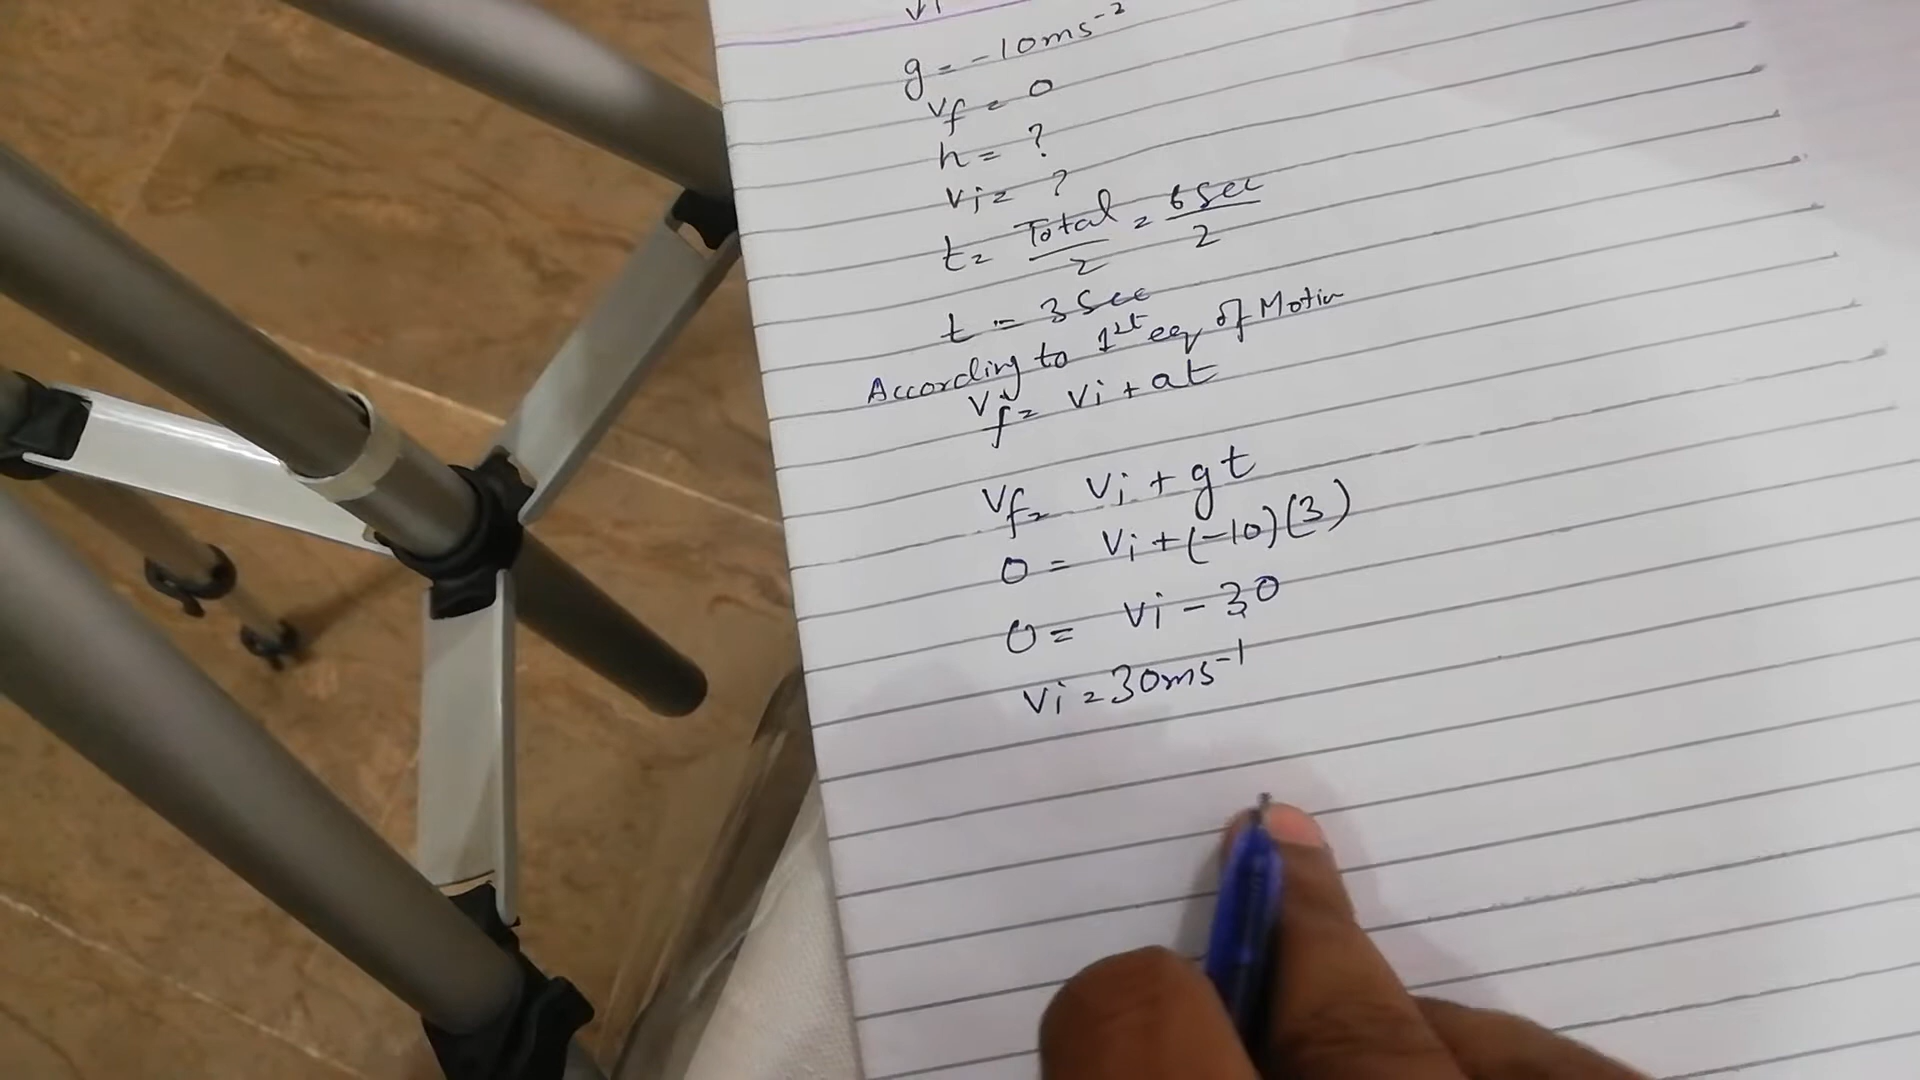 g = -10ms⁻²
vf = 0
h = ?
vi = ?
t = Total/2 = 6 Sec/2
t = 3 Sec
According to 1st eq of Motin
vf = vi + at
vf = vi + gt
0 = vi + (-10)(3)
0 = vi - 30
vi = 30ms⁻¹